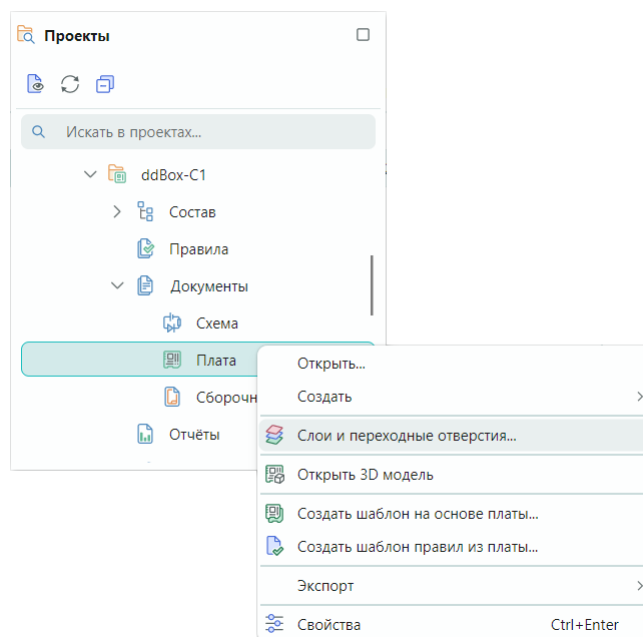 Проекты
Искать в проектах...
ddBox-C1
Состав
Правила
Документы
Схема
Плата
Сборочн
Отчёты
Открыть...
Создать
Слои и переходные отверстия...
Открыть 3D модель
Создать шаблон на основе платы...
Создать шаблон правил из платы...
Экспорт
Свойства Ctrl+Enter